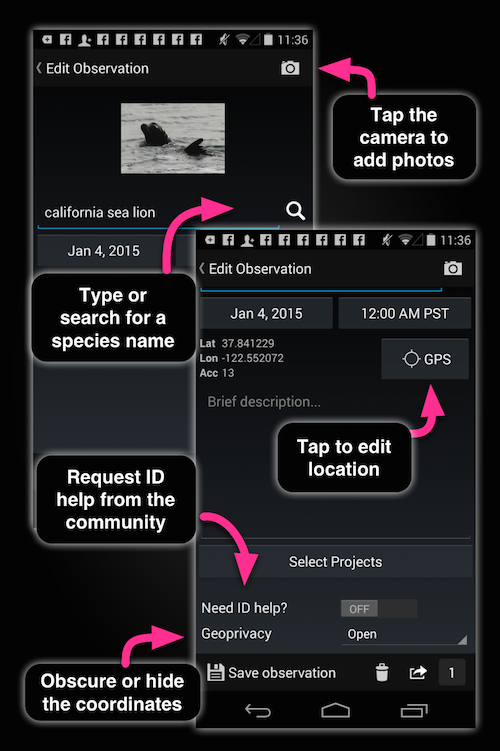 11:36
Edit Observation
Tap the
camera to
add photos
california sea lion
Jan 4, 2015
Type or
search for a
species name
11:36
Edit Observation
Jan 4, 2015
12:00 AM PST
Lat 37.841229
Lon -122.552072
Acc 13
GPS
Brief description...
Tap to edit
location
Request ID
help from the
community
Select Projects
Need ID help?
OFF
Geoprivacy
Open
Obscure or hide
the coordinates
Save observation
1